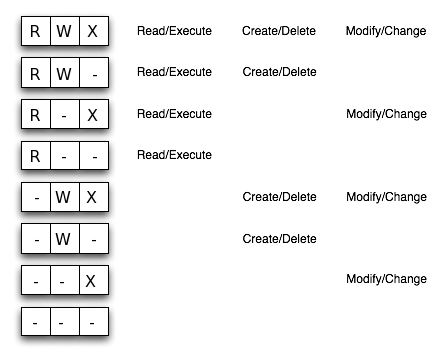 R W X Read/Execute Create/Delete Modify/Change
R W - Read/Execute Create/Delete
R - X Read/Execute Modify/Change
R - - Read/Execute
- W X Create/Delete Modify/Change
- W - Create/Delete
- - X Modify/Change
- - -